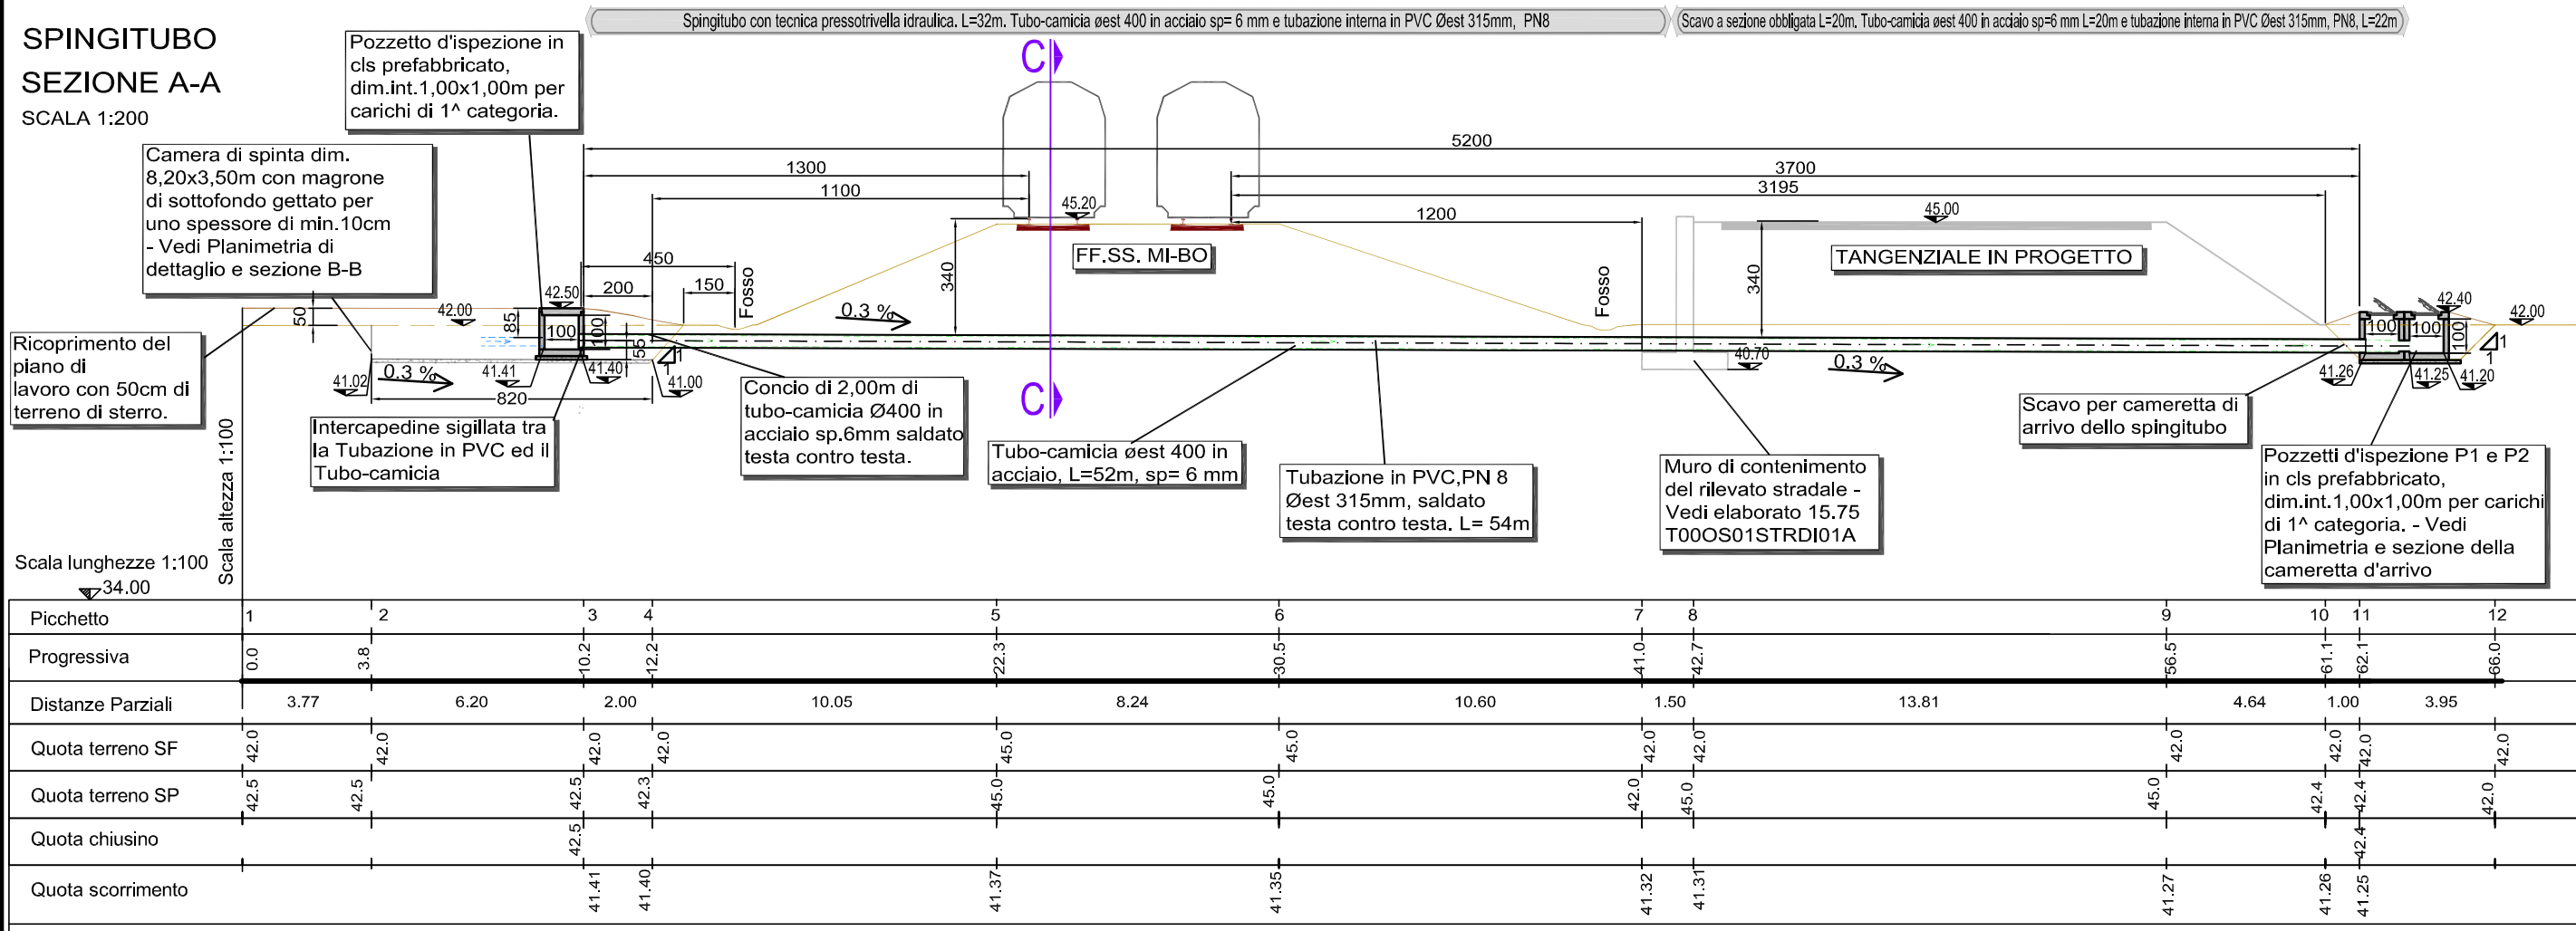 Spingitubo con tecnica pressotrivella idraulica. L=32m. Tubo-camicia øest 400 in acciaio sp= 6 mm e tubazione interna in PVC Øest 315mm, PN8
Scavo a sezione obbligata L=20m. Tubo-camicia øest 400 in acciaio sp=6 mm L=20m e tubazione interna in PVC Øest 315mm, PN8, L=22m
SPINGITUBO
SEZIONE A-A
SCALA 1:200
Pozzetto d'ispezione in
cls prefabbricato,
dim.int.1,00x1,00m per
carichi di 1^ categoria.
Camera di spinta dim.
8,20x3,50m con magrone
di sottofondo gettato per
uno spessore di min.10cm
- Vedi Planimetria di
dettaglio e sezione B-B
C
5200
1300
3700
1100
3195
1200
45.20
45.00
FF.SS. MI-BO
TANGENZIALE IN PROGETTO
450
200
150
340
340
Fosso
Fosso
42.50
42.00
50
85
100
100
55
1
1
0.3 %
42.40
42.00
100
100
100
1
1
Ricoprimento del
piano di
lavoro con 50cm di
terreno di sterro.
41.02
0.3 %
41.41
41.40
41.00
820
40.70
0.3 %
41.26
41.25
41.20
C
Intercapedine sigillata tra
la Tubazione in PVC ed il
Tubo-camicia
Concio di 2,00m di
tubo-camicia Ø400 in
acciaio sp.6mm saldato
testa contro testa.
Tubo-camicia øest 400 in
acciaio, L=52m, sp= 6 mm
Tubazione in PVC,PN 8
Øest 315mm, saldato
testa contro testa. L= 54m
Muro di contenimento
del rilevato stradale -
Vedi elaborato 15.75
T00OS01STRDI01A
Scavo per cameretta di
arrivo dello spingitubo
Pozzetti d'ispezione P1 e P2
in cls prefabbricato,
dim.int.1,00x1,00m per carichi
di 1^ categoria. - Vedi
Planimetria e sezione della
cameretta d'arrivo
Scala altezza 1:100
Scala lunghezze 1:100
34.00
Picchetto 1 2 3 4 5 6 7 8 9 10 11 12
Progressiva 0.0 3.8 10.2 12.2 22.3 30.5 41.0 42.7 56.5 61.1 62.1 66.0
Distanze Parziali 3.77 6.20 2.00 10.05 8.24 10.60 1.50 13.81 4.64 1.00 3.95
Quota terreno SF 42.0 42.0 42.0 42.0 45.0 45.0 42.0 42.0 42.0 42.0 42.0 42.0
Quota terreno SP 42.5 42.5 42.5 42.3 45.0 45.0 42.0 45.0 45.0 42.4 42.4 42.0
Quota chiusino 42.5 42.4
Quota scorrimento 41.41 41.40 41.37 41.35 41.32 41.31 41.27 41.26 41.25